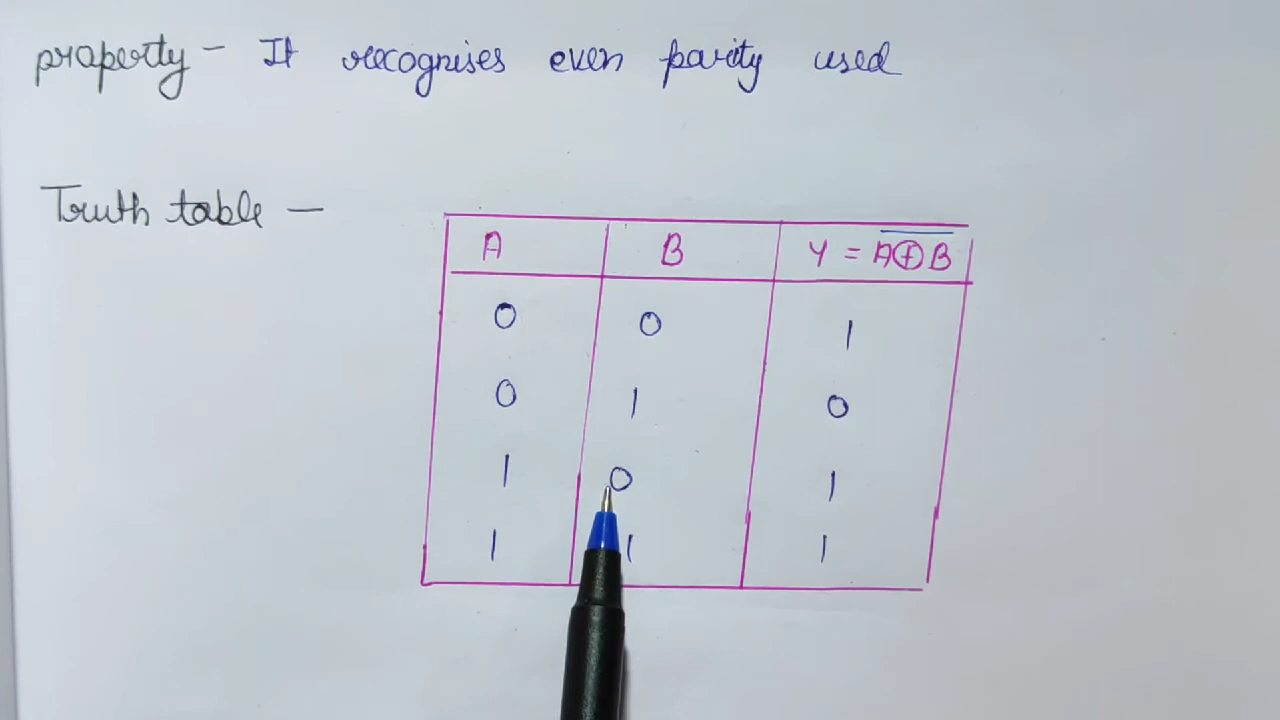 property - It recognises even parity used
Truth table -
A B Y = \overline{A⊕B}
0 0 1
0 1 0
1 0 1
1 1 1